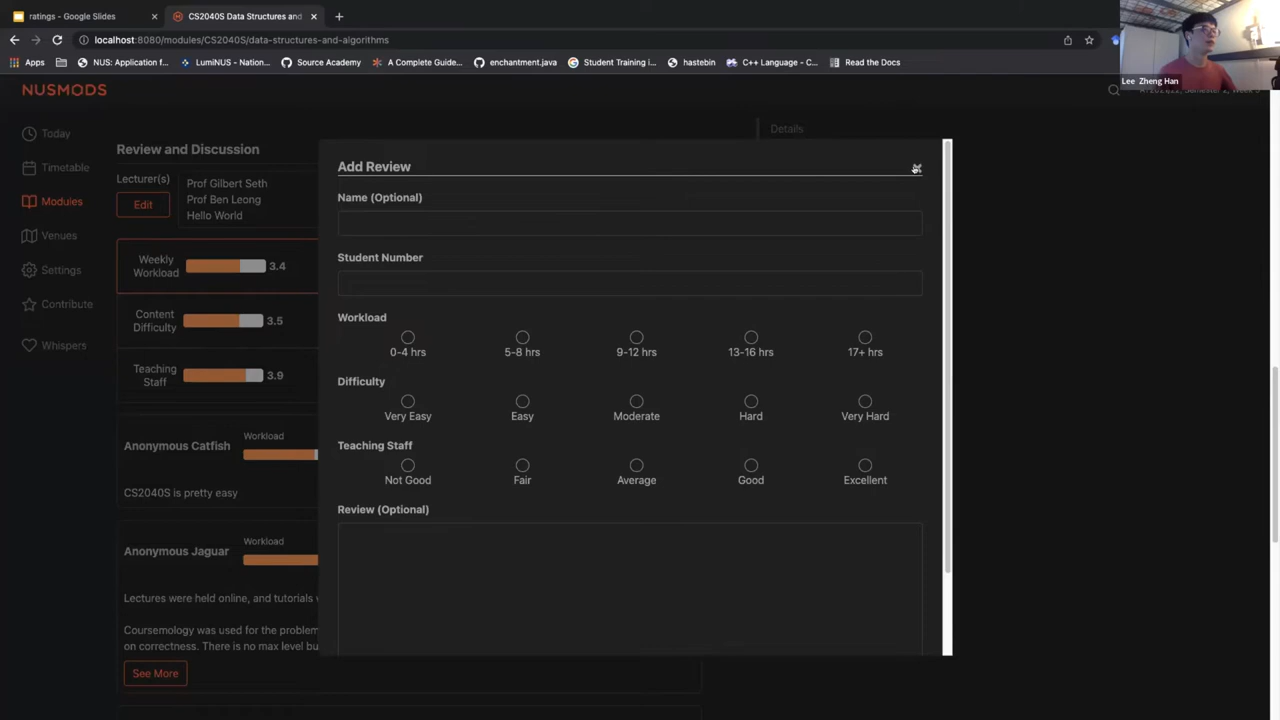 ratings - Google Slides
CS2040S Data Structures and
localhost:8080/modules/CS2040S/data-structures-and-algorithms
Apps
NUS: Application f...
LumiNUS - Nation...
Source Academy
A Complete Guide...
enchantment.java
Student Training i...
hastebin
C++ Language - C...
Read the Docs
Lee Zheng Han
NUSMODS
Today
Timetable
Modules
Venues
Settings
Contribute
Whispers
Review and Discussion
Details
Lecturer(s)
Edit
Prof Gilbert Seth
Prof Ben Leong
Hello World
Weekly
Workload
3.4
Content
Difficulty
3.5
Teaching
Staff
3.9
Anonymous Catfish
Workload
CS2040S is pretty easy
Anonymous Jaguar
Workload
Lectures were held online, and tutorials
Coursemology was used for the problem
on correctness. There is no max level bu
See More
Add Review
Name (Optional)
Student Number
Workload
0-4 hrs
5-8 hrs
9-12 hrs
13-16 hrs
17+ hrs
Difficulty
Very Easy
Easy
Moderate
Hard
Very Hard
Teaching Staff
Not Good
Fair
Average
Good
Excellent
Review (Optional)